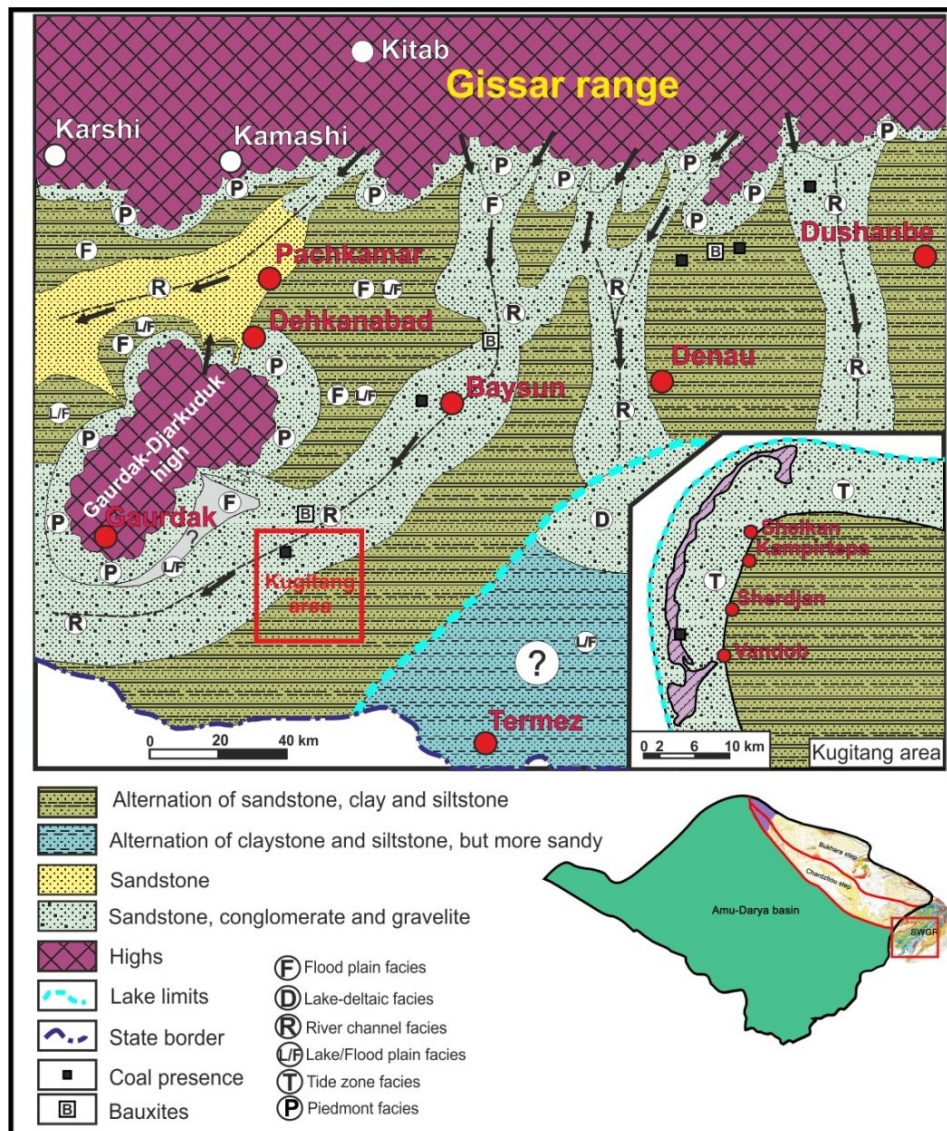 Kitab
Gissar range
Karshi
Kamashi
P
P
P
P
P
P
P
P
P
F
R
F
Dushanbe
Pachkamar
F
B
R
F
L/F
R
R
Dehkanabad
L/F
F
B
Denau
R
P
Baysun
R
L/F
F
L/F
P
Gaurdak-Djarkuduk
high
F
B
R
D
T
Gaurdak
P
?
L/F
P
Kugitang
area
R
L/F
?
Termez
Shelkan
Kampirtepa
T
Sherdjan
Vandob
0 20 40 km
0 2 6 10 km
Kugitang area
Alternation of sandstone, clay and siltstone
Alternation of claystone and siltstone, but more sandy
Sandstone
Sandstone, conglomerate and gravelite
Highs
Lake limits
State border
Coal presence
B Bauxites
F Flood plain facies
D Lake-deltaic facies
R River channel facies
L/F Lake/Flood plain facies
T Tide zone facies
P Piedmont facies
Bukhara step
Chardzhou step
Amu-Darya basin
SWGR